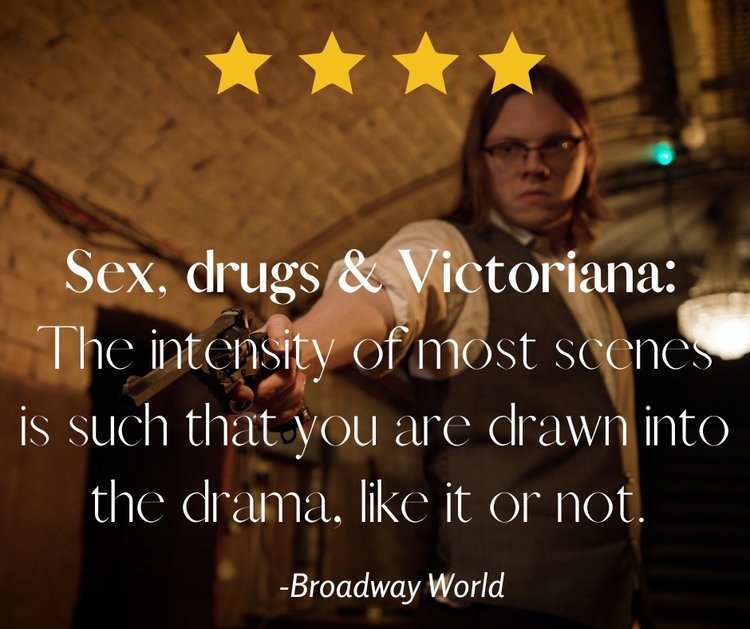 Sex, drugs & Victoriana:
The intensity of most scenes
is such that you are drawn into
the drama, like it or not.
-Broadway World